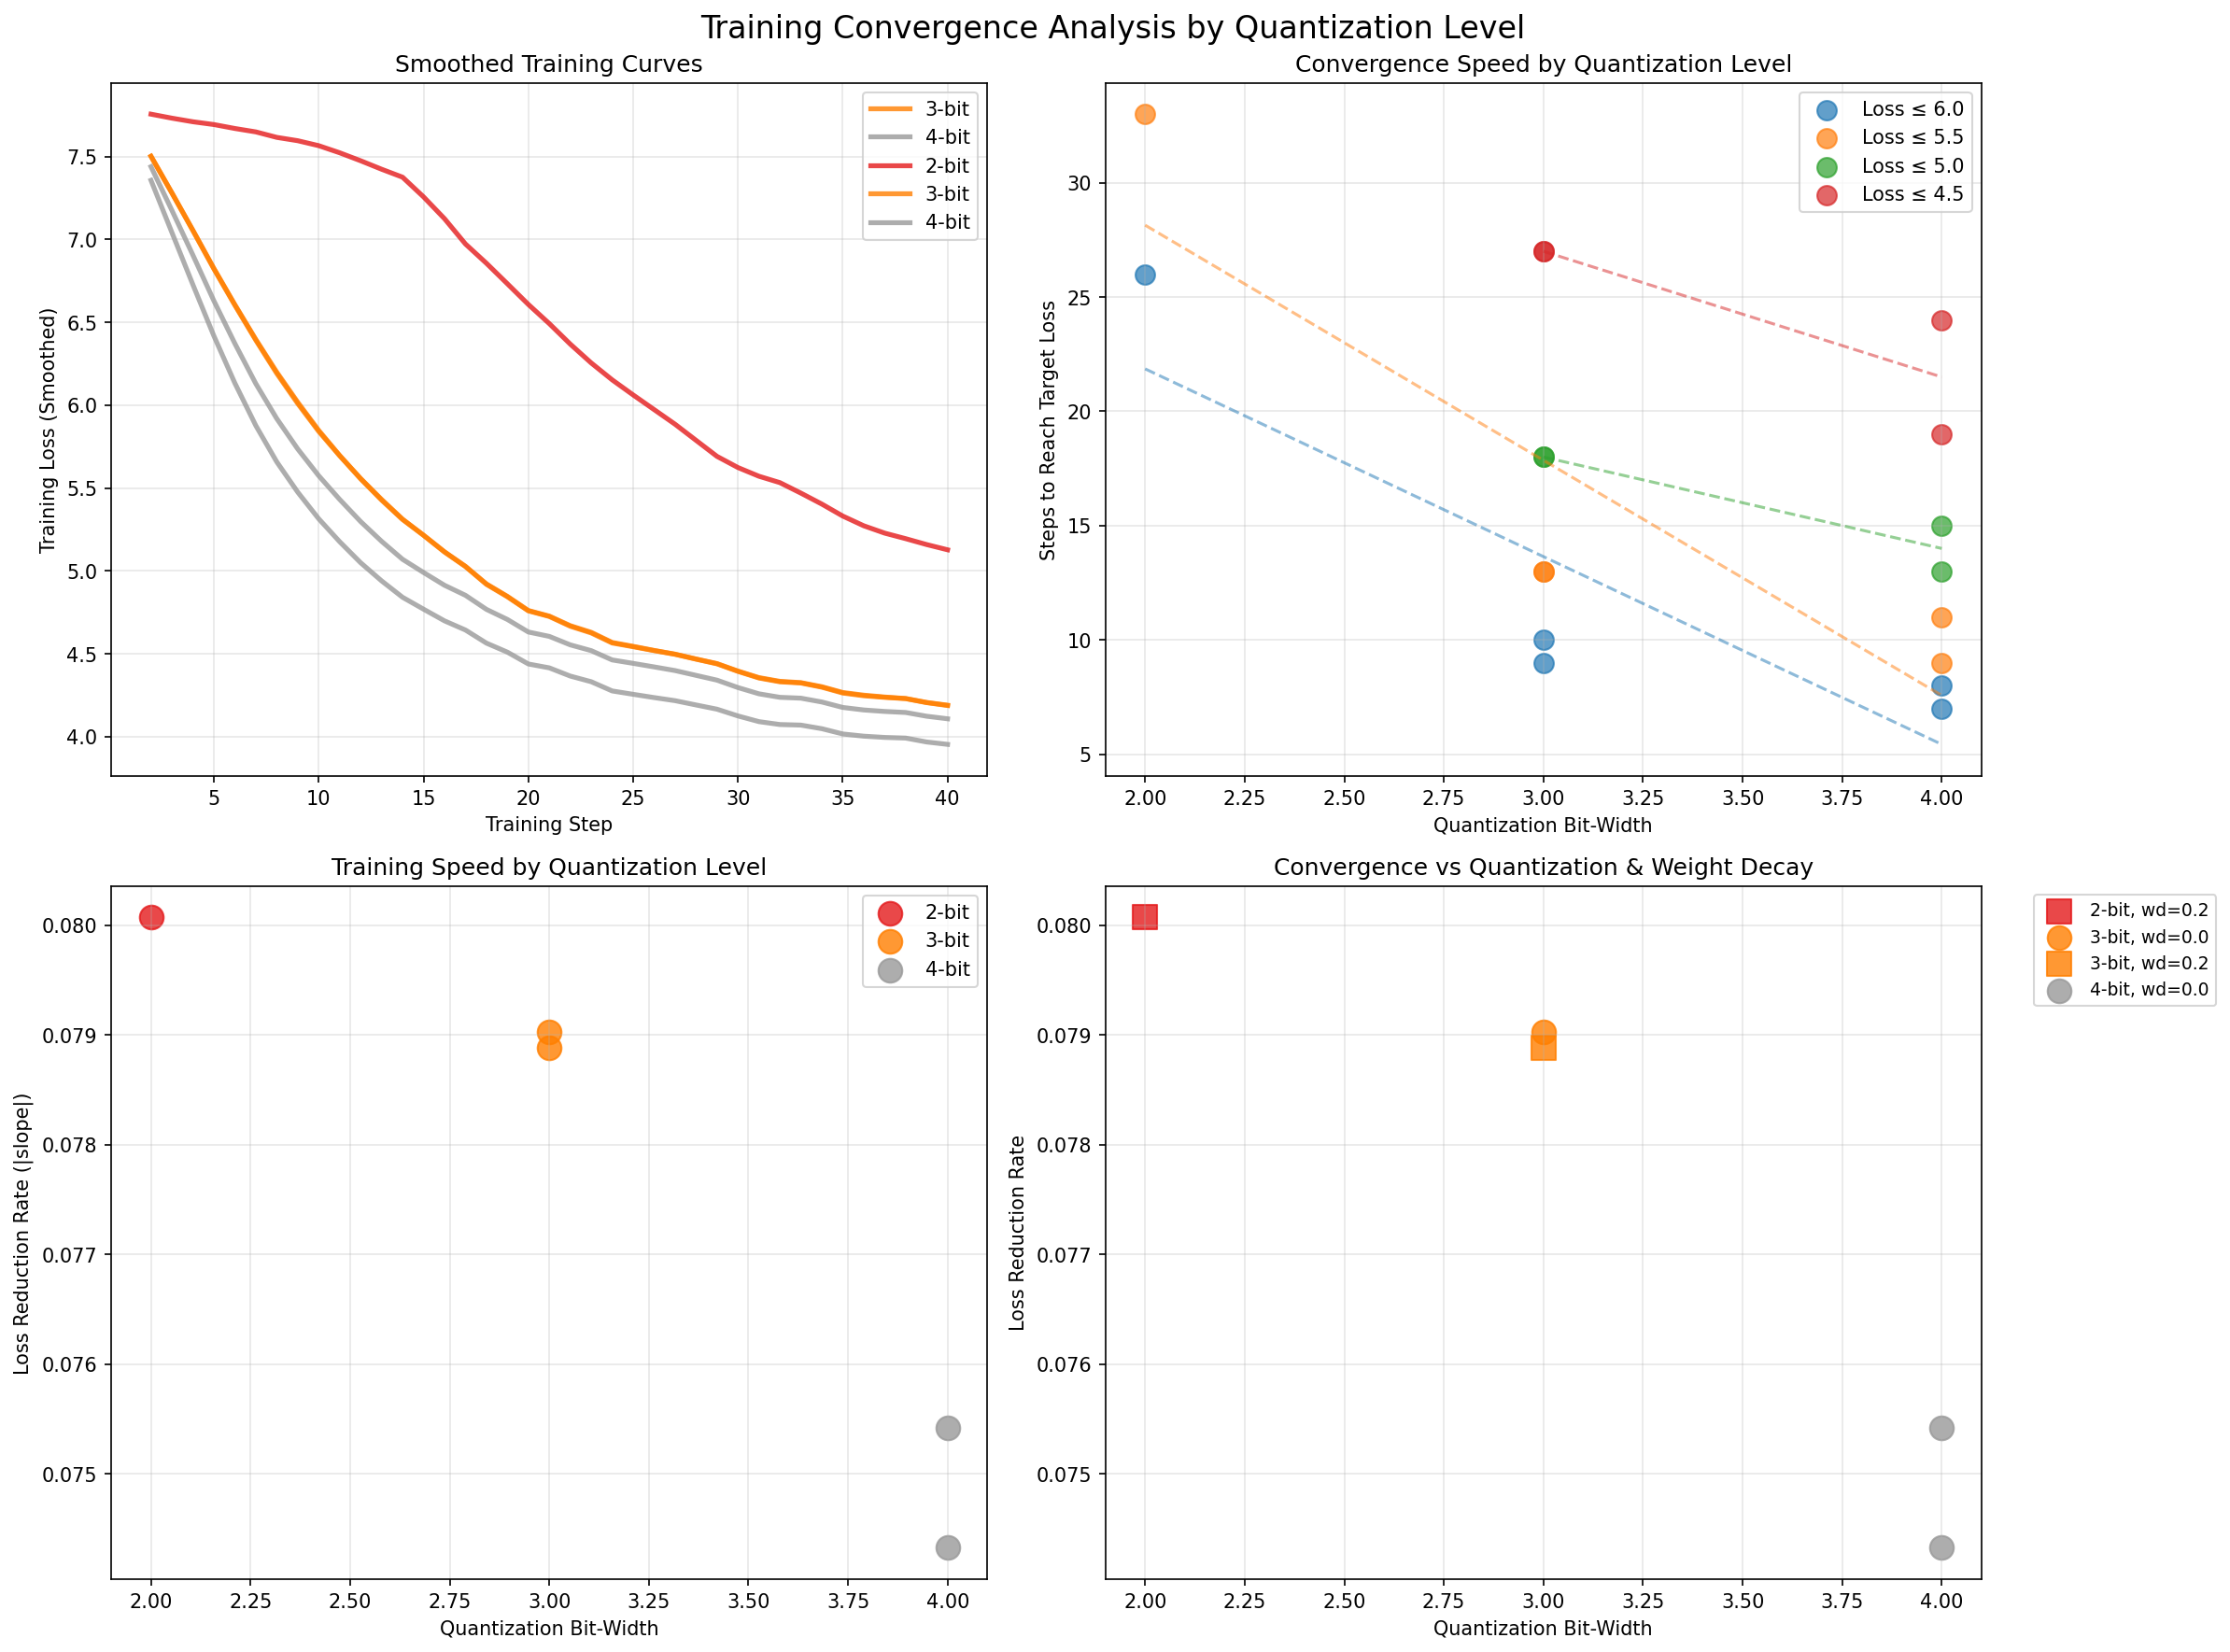 Training Convergence Analysis by Quantization Level
Smoothed Training Curves
Training Loss (Smoothed)
7.5
7.0
6.5
6.0
5.5
5.0
4.5
4.0
3-bit
4-bit
2-bit
3-bit
4-bit
5 10 15 20 25 30 35 40
Training Step
Convergence Speed by Quantization Level
Steps to Reach Target Loss
30
25
20
15
10
5
Loss ≤ 6.0
Loss ≤ 5.5
Loss ≤ 5.0
Loss ≤ 4.5
2.00 2.25 2.50 2.75 3.00 3.25 3.50 3.75 4.00
Quantization Bit-Width
Training Speed by Quantization Level
Loss Reduction Rate (|slope|)
0.080
0.079
0.078
0.077
0.076
0.075
2-bit
3-bit
4-bit
2.00 2.25 2.50 2.75 3.00 3.25 3.50 3.75 4.00
Quantization Bit-Width
Convergence vs Quantization & Weight Decay
Loss Reduction Rate
0.080
0.079
0.078
0.077
0.076
0.075
2-bit, wd=0.2
3-bit, wd=0.0
3-bit, wd=0.2
4-bit, wd=0.0
2.00 2.25 2.50 2.75 3.00 3.25 3.50 3.75 4.00
Quantization Bit-Width